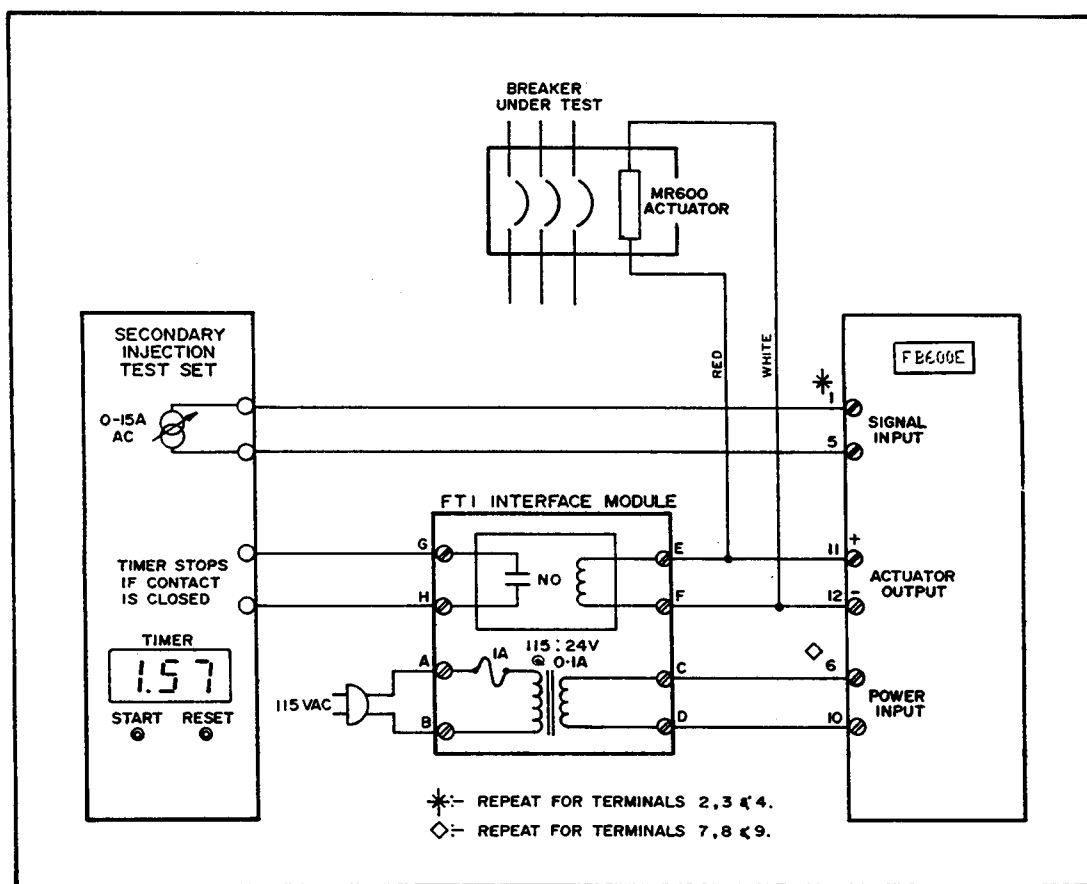 BREAKER
UNDER TEST
MR600
ACTUATOR
RED
WHITE
SECONDARY
INJECTION
TEST SET
0-15A
AC
FB600E
1
SIGNAL
INPUT
5
FTI INTERFACE MODULE
G
NO
E
H
F
TIMER STOPS
IF CONTACT
IS CLOSED
+
11
ACTUATOR
OUTPUT
12
-
TIMER
1.57
START RESET
115 VAC
A
1A
115:24V
@ 0.1A
B
C
D
6
POWER
INPUT
10
✳:- REPEAT FOR TERMINALS 2,3 & 4.
◇:- REPEAT FOR TERMINALS 7,8 & 9.